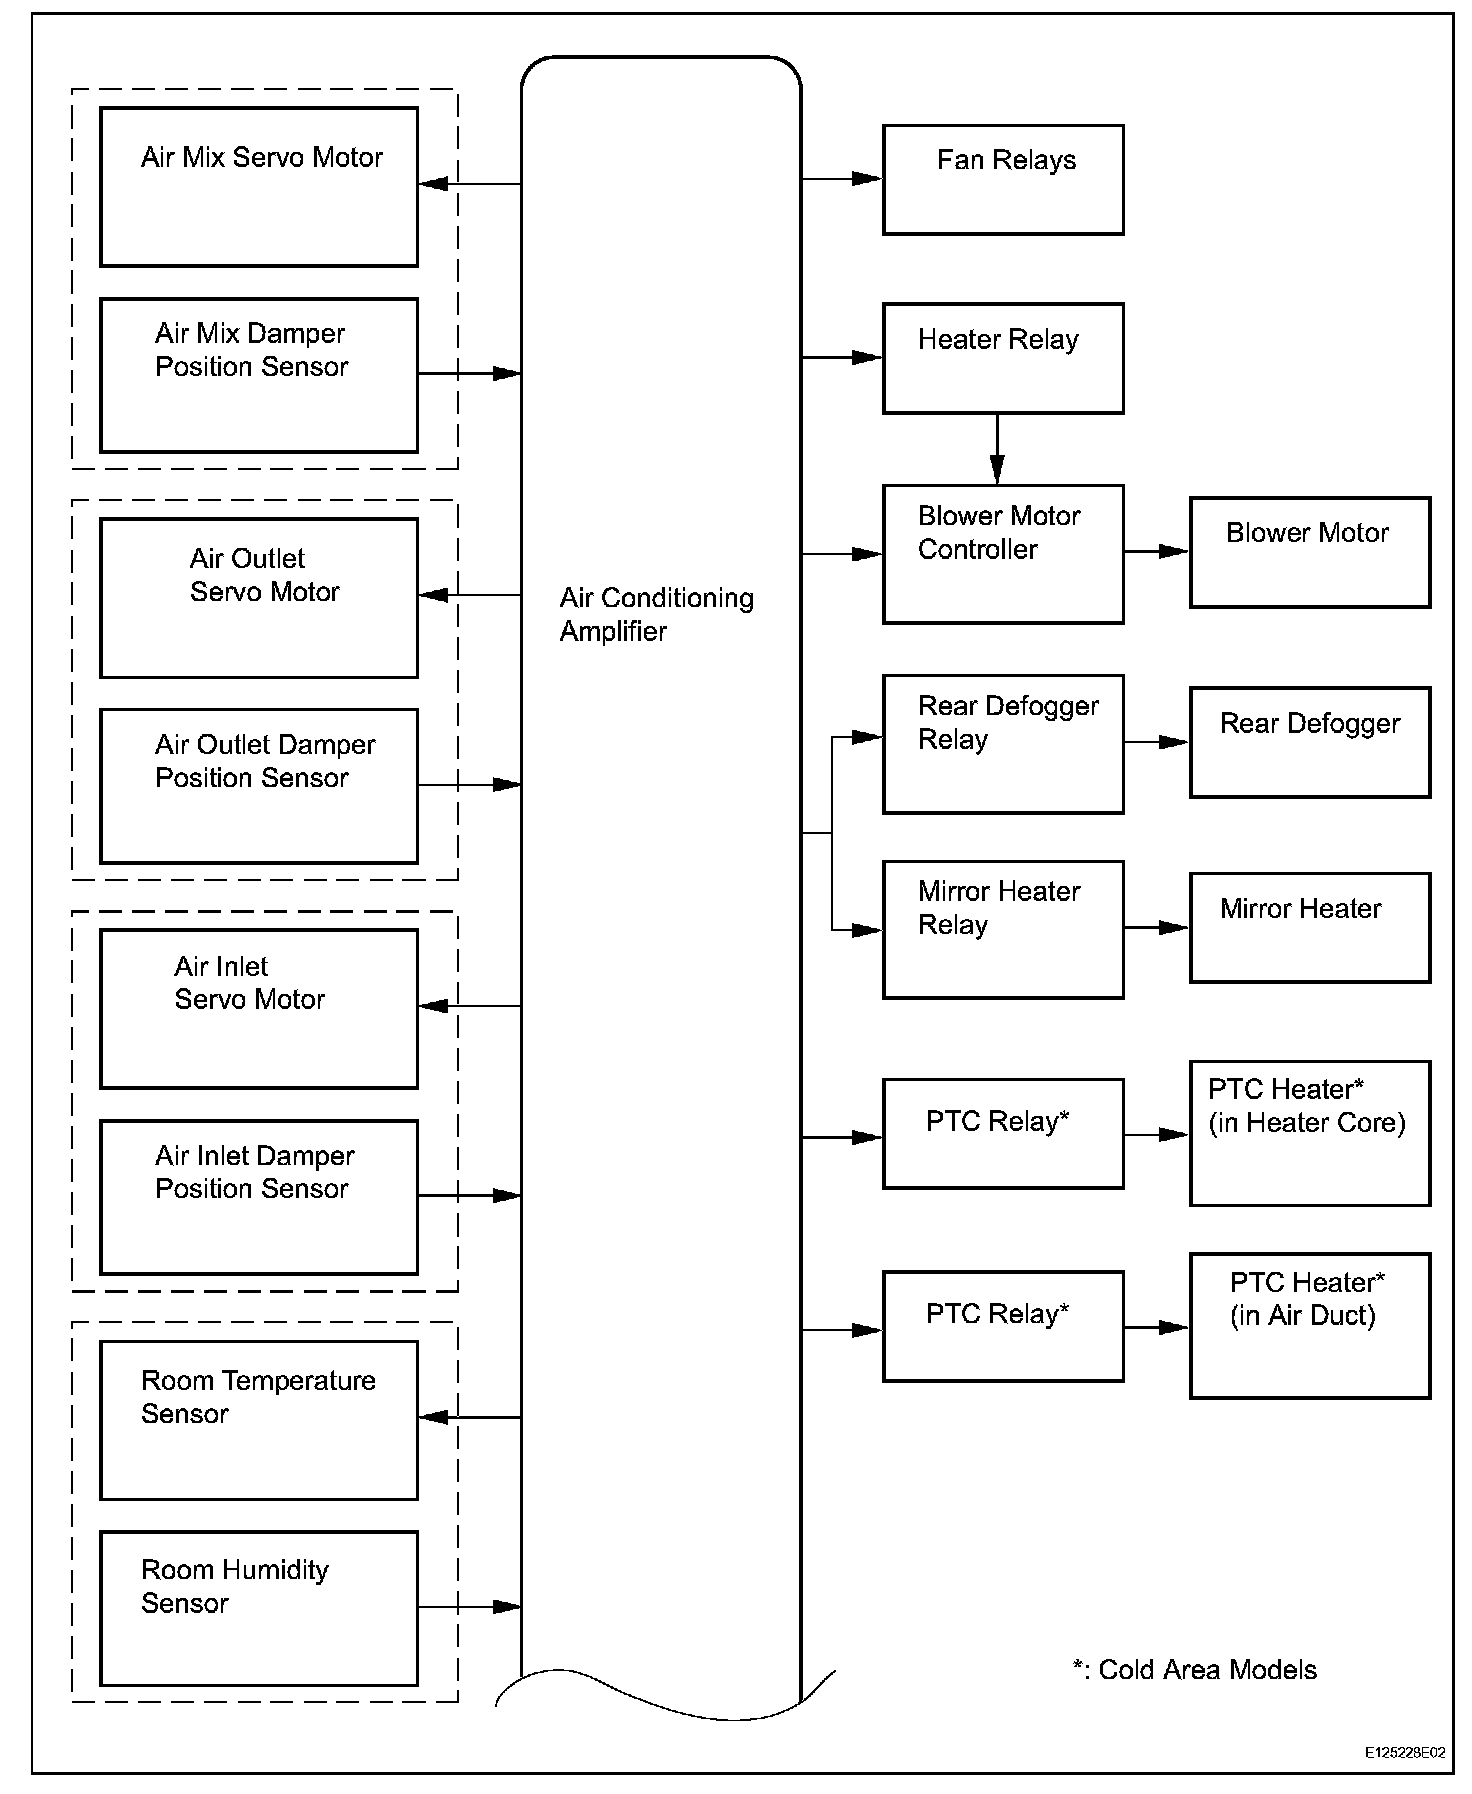 Air Mix Servo Motor
Air Mix Damper
Position Sensor
Air Outlet
Servo Motor
Air Outlet Damper
Position Sensor
Air Inlet
Servo Motor
Air Inlet Damper
Position Sensor
Room Temperature
Sensor
Room Humidity
Sensor
Air Conditioning
Amplifier
Fan Relays
Heater Relay
Blower Motor
Controller
Blower Motor
Rear Defogger
Relay
Rear Defogger
Mirror Heater
Relay
Mirror Heater
PTC Relay*
PTC Heater*
(in Heater Core)
PTC Relay*
PTC Heater*
(in Air Duct)
*: Cold Area Models
E125228E02